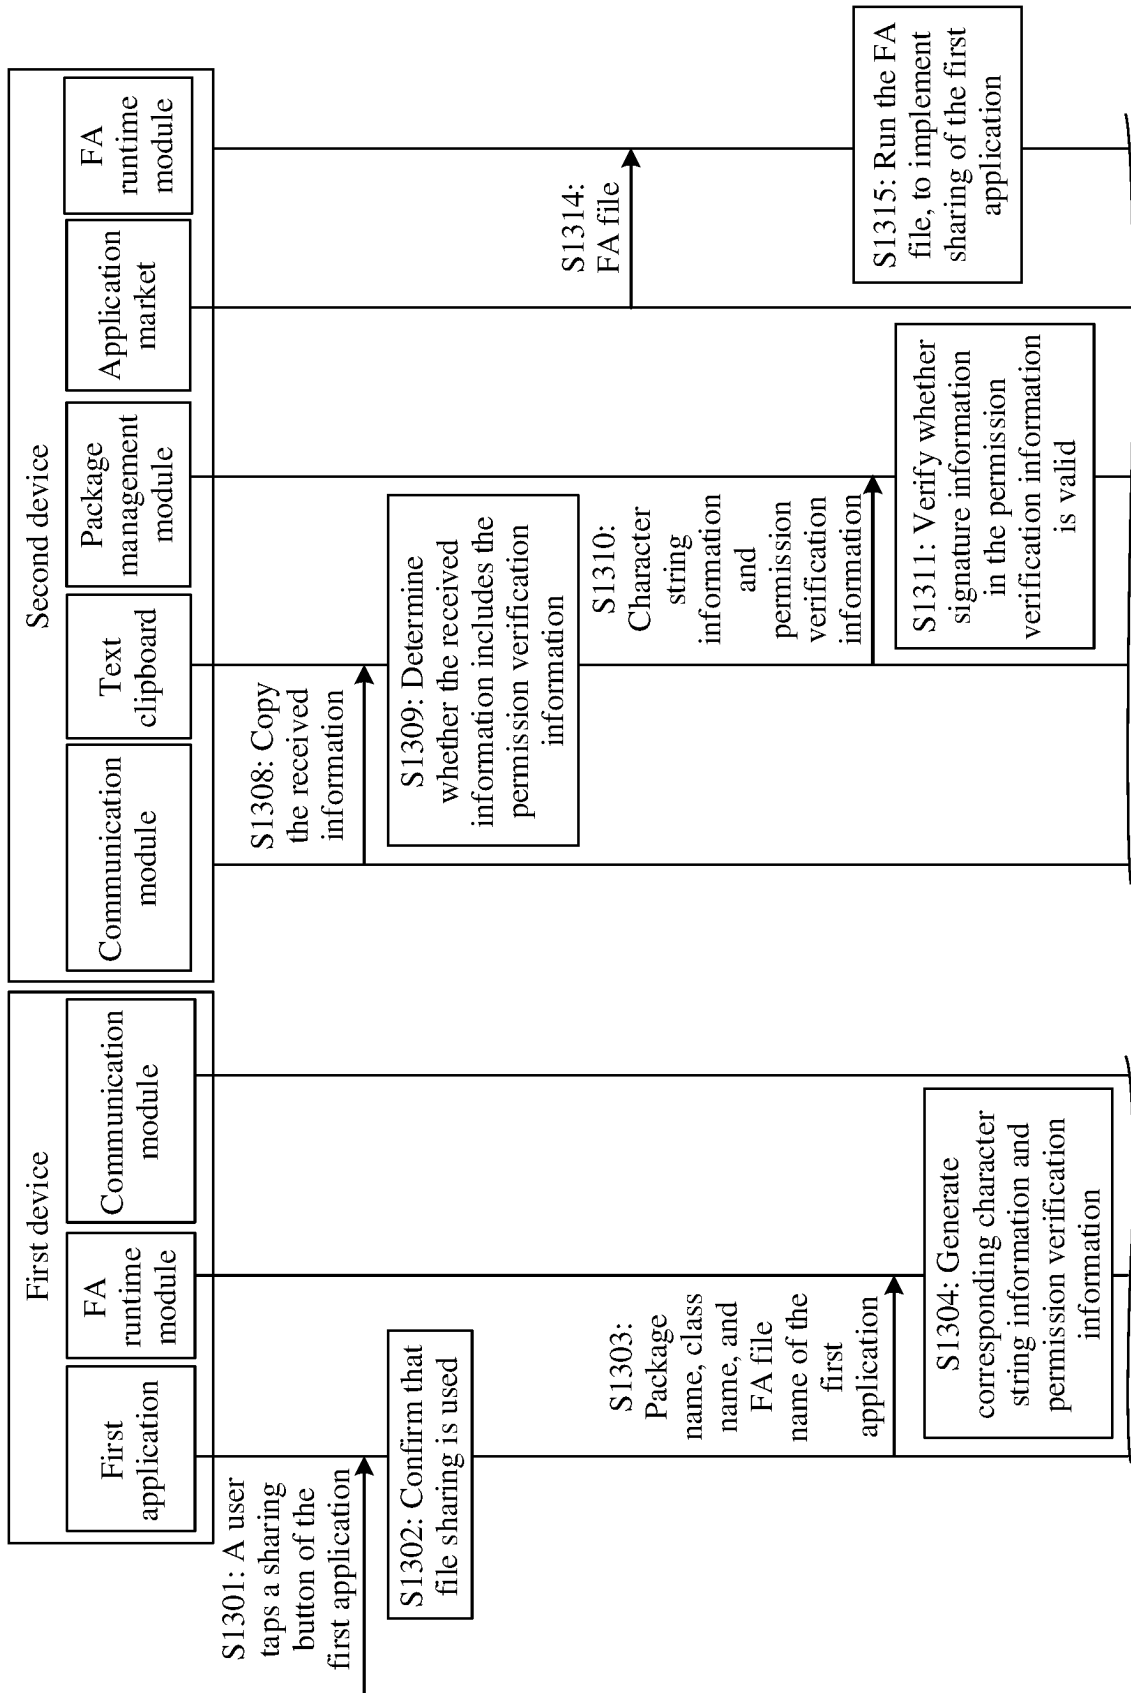 First device
Second device
First
application
FA
runtime
module
Communication
module
Communication
module
Text
clipboard
Package
management
module
Application
market
FA
runtime
module
S1301: A user
taps a sharing
button of the
first application
S1302: Confirm that
file sharing is used
S1303:
Package
name, class
name, and
FA file
name of the
first
application
S1304: Generate
corresponding character
string information and
permission verification
information
S1308: Copy
the received
information
S1309: Determine
whether the received
information includes the
permission verification
information
S1310:
Character
string
information
and
permission
verification
information
S1311: Verify whether
signature information
in the permission
verification information
is valid
S1314:
FA file
S1315: Run the FA
file, to implement
sharing of the first
application